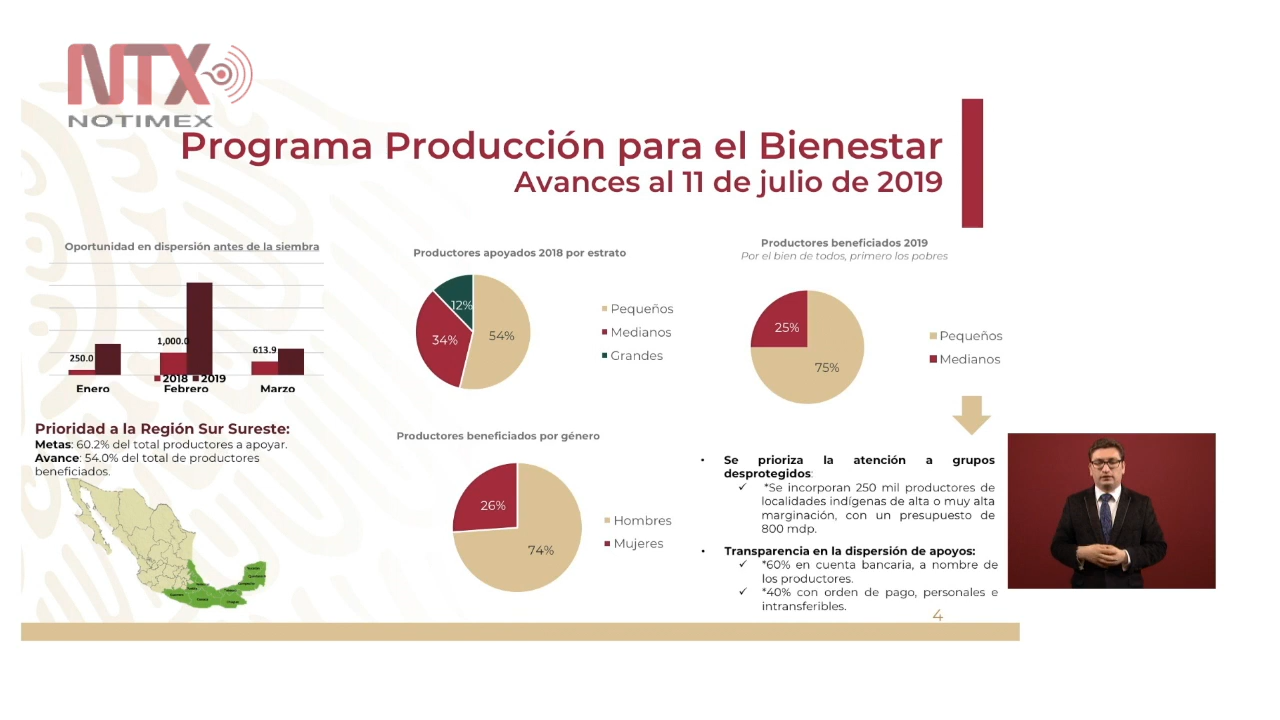 NTX
NOTIMEX
Programa Producción para el Bienestar
Avances al 11 de julio de 2019
Oportunidad en dispersión antes de la siembra
250.0
1,000.0
613.9
2018 2019
Enero Febrero Marzo
Productores apoyados 2018 por estrato
12%
34%
54%
Pequeños
Medianos
Grandes
Productores beneficiados 2019
Por el bien de todos, primero los pobres
25%
75%
Pequeños
Medianos
Prioridad a la Región Sur Sureste:
Metas: 60.2% del total productores a apoyar.
Avance: 54.0% del total de productores
beneficiados.
Productores beneficiados por género
26%
74%
Hombres
Mujeres
• Se prioriza la atención a grupos
desprotegidos:
✓ *Se incorporan 250 mil productores de
localidades indígenas de alta o muy alta
marginación, con un presupuesto de
800 mdp.
• Transparencia en la dispersión de apoyos:
✓ *60% en cuenta bancaria, a nombre de
los productores.
✓ *40% con orden de pago, personales e
intransferibles.
4